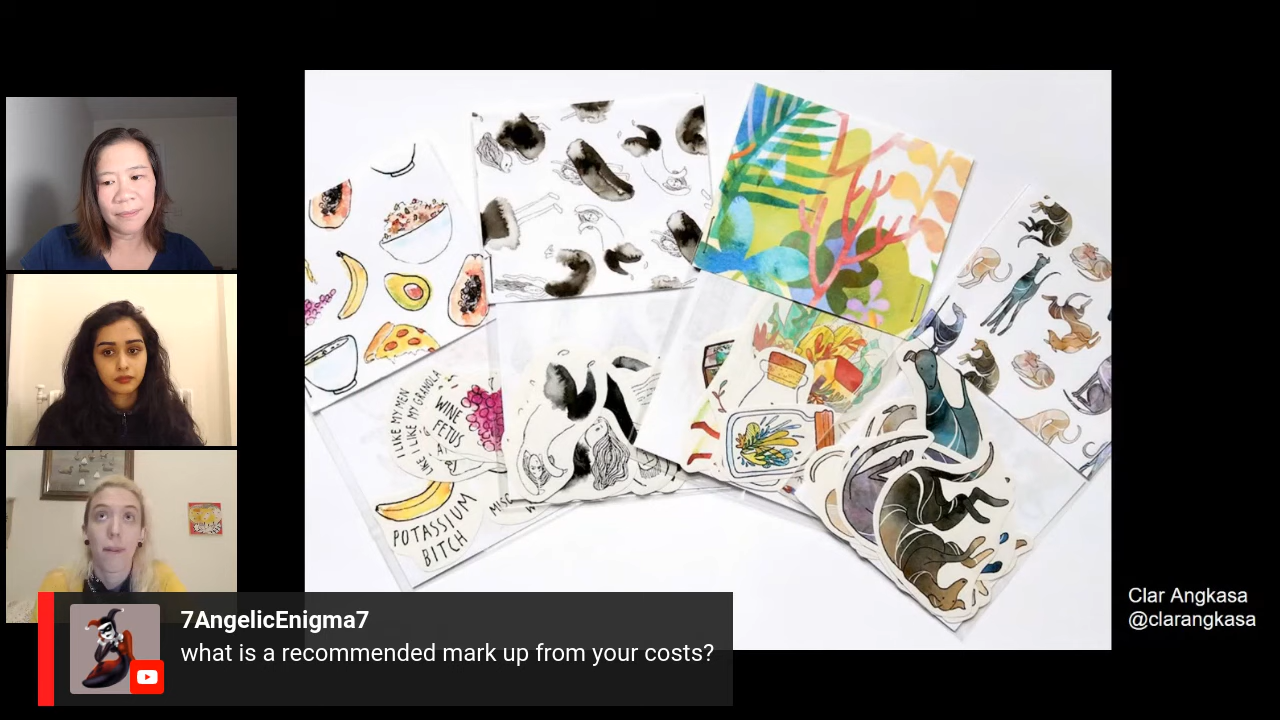 I LIKE MY MEN
LIKE I LIKE MY GRANOLA
WINE
FETUS
POTASSIUM
BITCH
MISC
Clar Angkasa
@clarangkasa
7AngelicEnigma7
what is a recommended mark up from your costs?